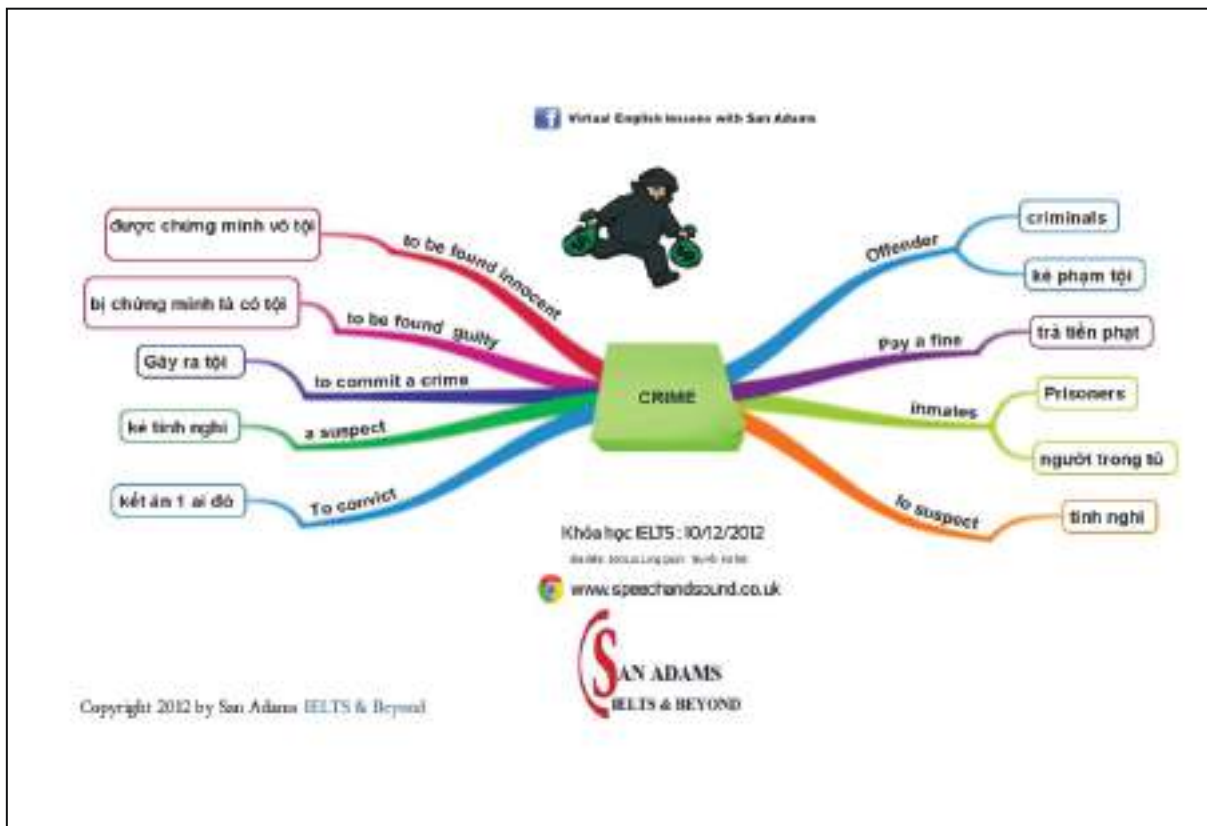 Virtual English lessons with San Adams
CRIME
to be found innocent
được chứng minh vô tội
to be found guilty
bị chứng minh là có tội
to commit a crime
Gây ra tội
a suspect
kẻ tình nghi
To convict
kết án 1 ai đó
Offender
criminals
kẻ phạm tội
Pay a fine
trả tiền phạt
inmates
Prisoners
người trong tù
to suspect
tình nghi
Khóa học IELTS : 10/12/2012
www.speechandsound.co.uk
SAN ADAMS
IELTS & BEYOND
Copyright 2012 by San Adams IELTS & Beyond